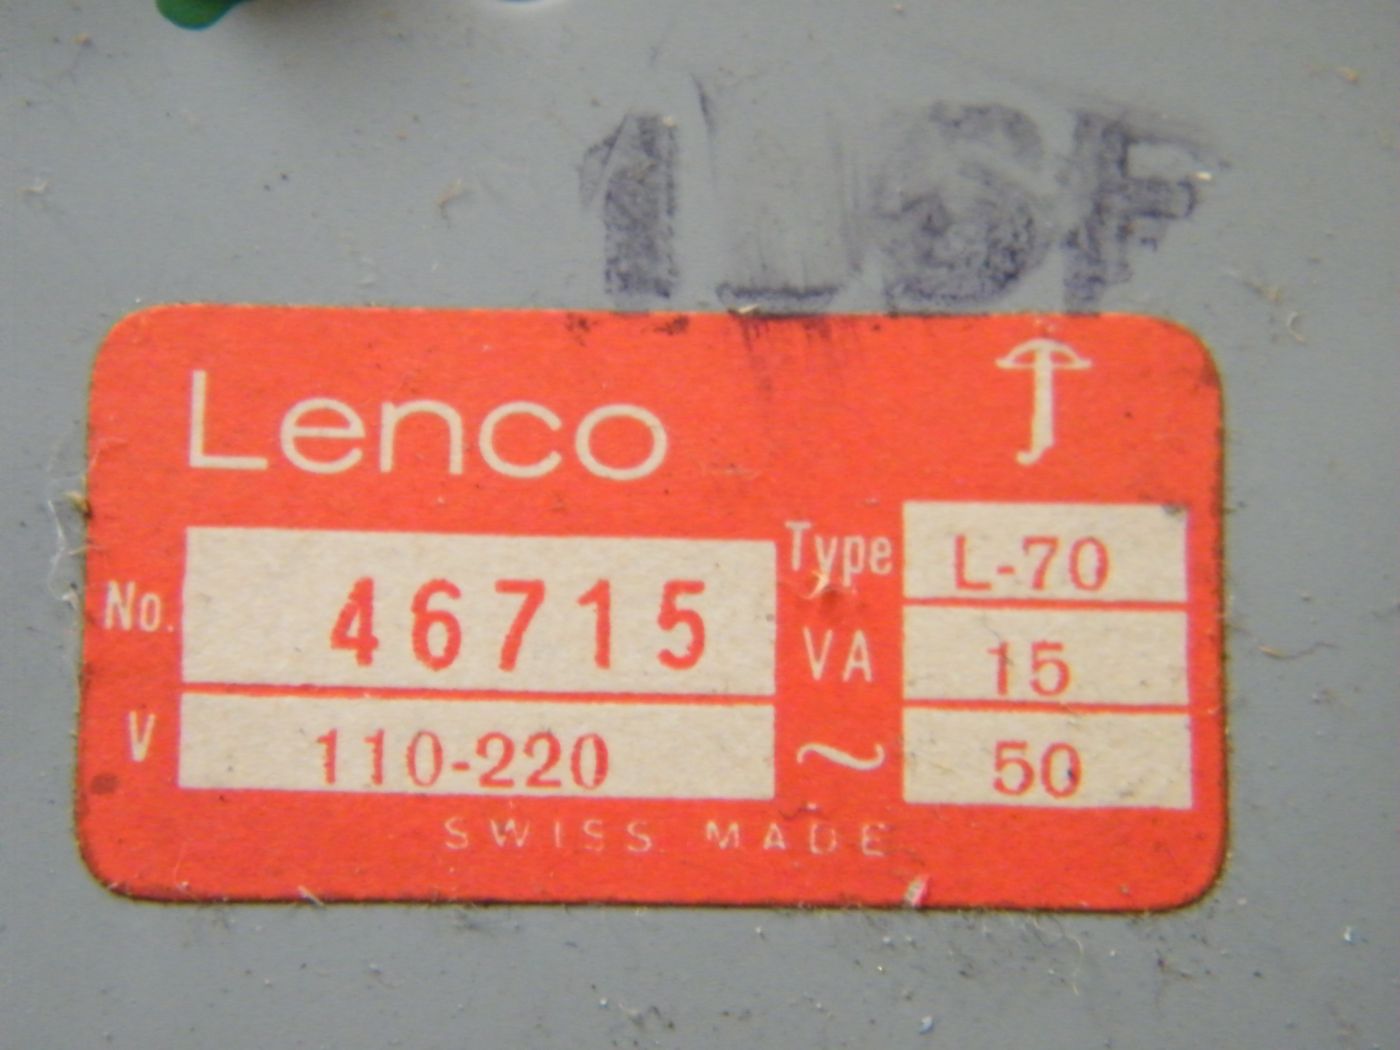 Lenco
No. 46715 Type L-70
VA 15
V 110-220 ~ 50
SWISS MADE